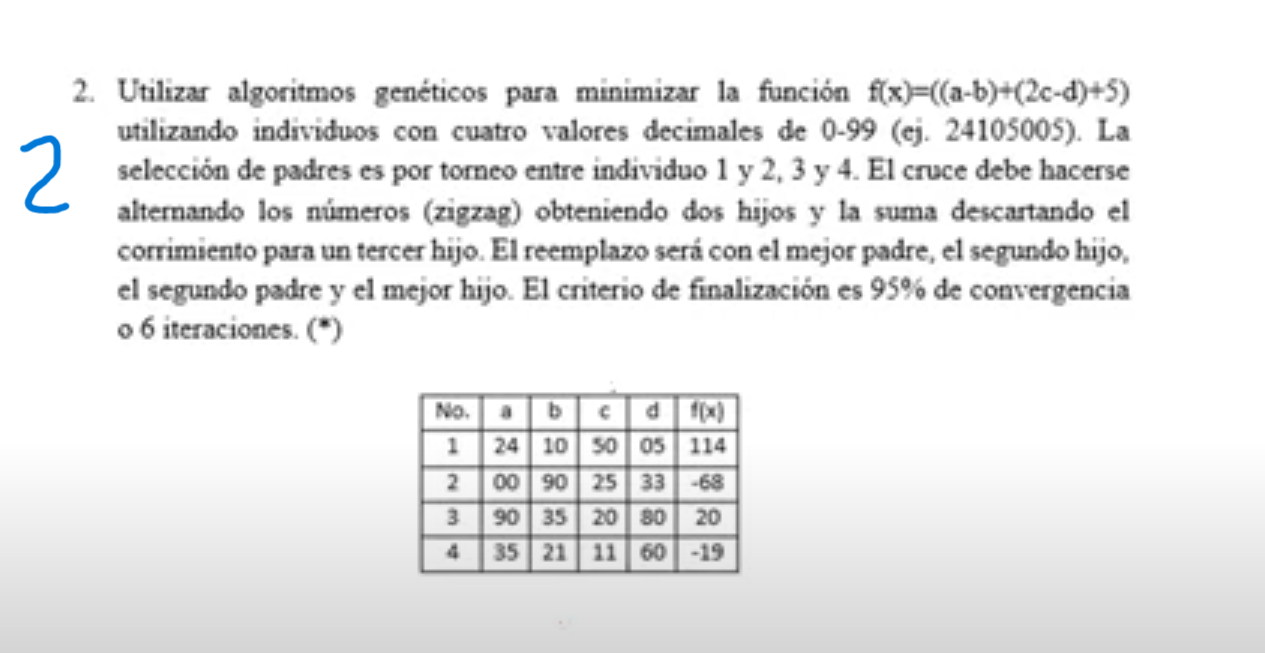 2. Utilizar algoritmos genéticos para minimizar la función f(x)=((a-b)+(2c-d)+5)
2 utilizando individuos con cuatro valores decimales de 0-99 (ej. 24105005). La
selección de padres es por torneo entre individuo 1 y 2, 3 y 4. El cruce debe hacerse
alternando los números (zigzag) obteniendo dos hijos y la suma descartando el
corrimiento para un tercer hijo. El reemplazo será con el mejor padre, el segundo hijo,
el segundo padre y el mejor hijo. El criterio de finalización es 95% de convergencia
o 6 iteraciones. (*)
No. a b c d f(x)
1 24 10 50 05 114
2 00 90 25 33 -68
3 90 35 20 80 20
4 35 21 11 60 -19